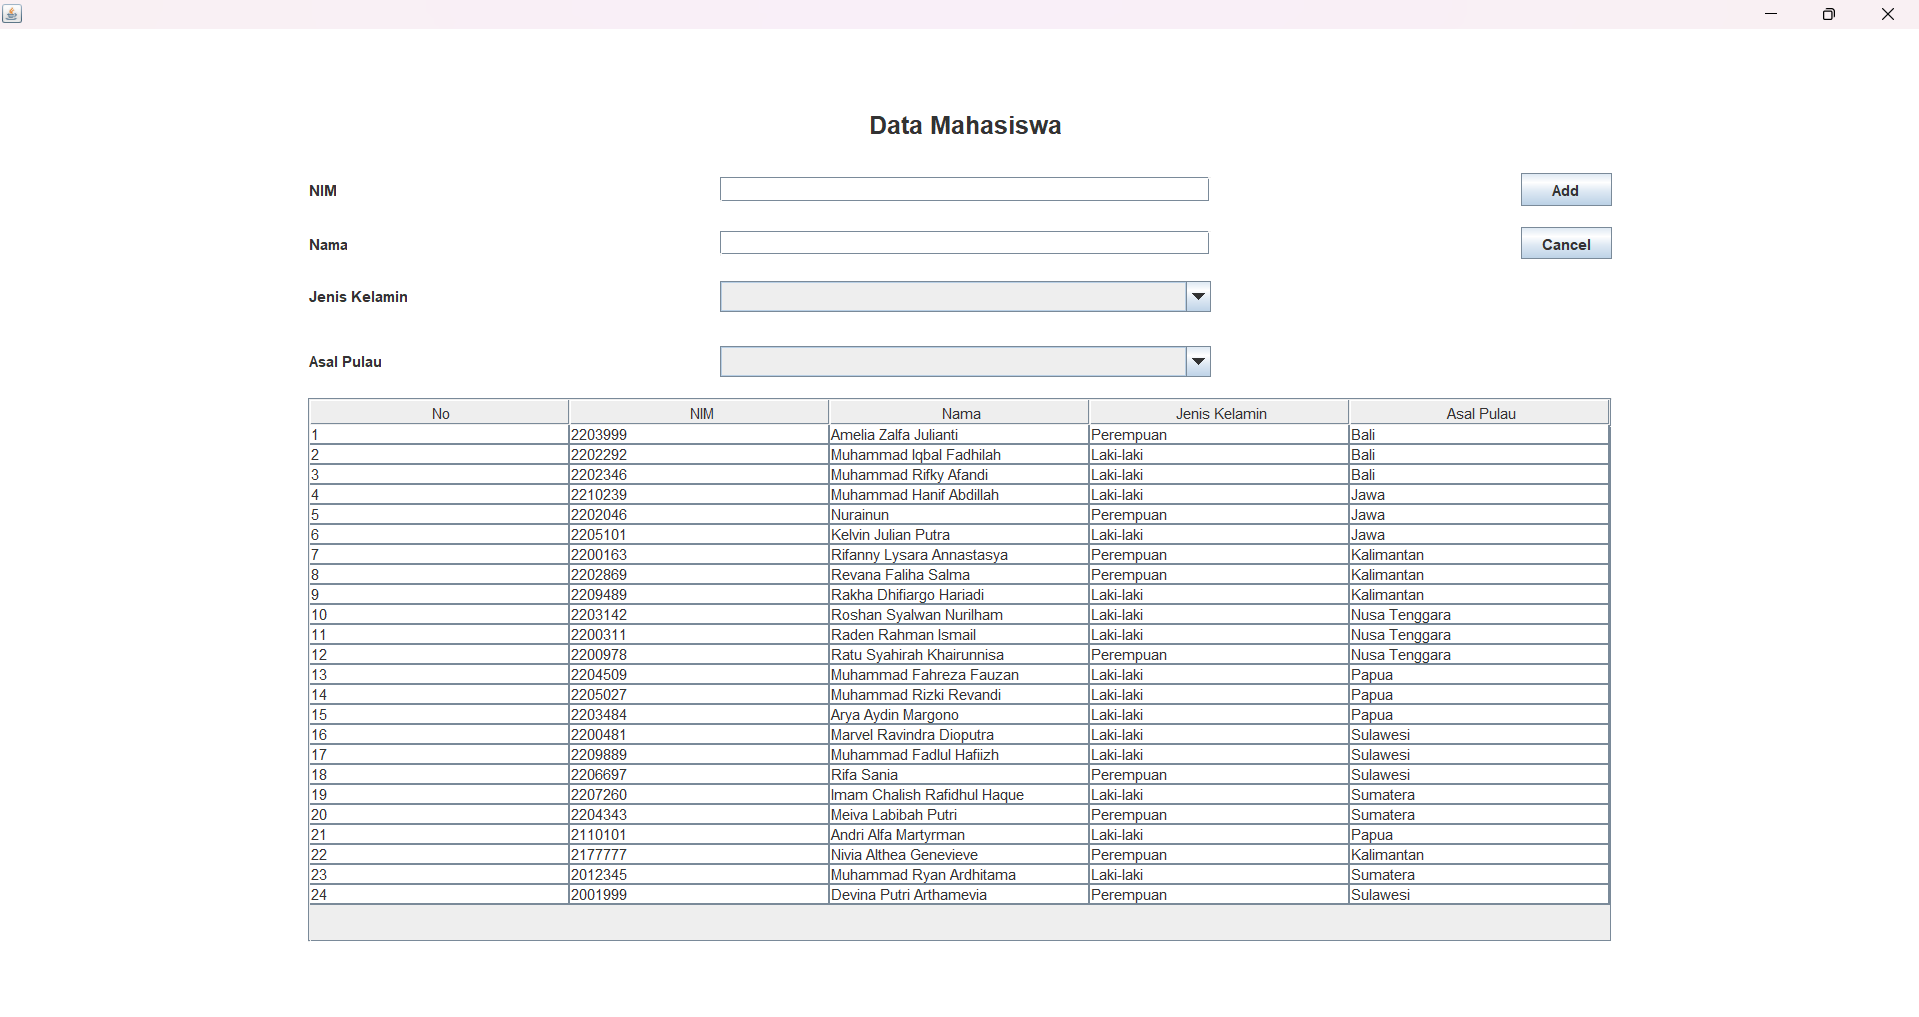 Data Mahasiswa
NIM
Add
Nama
Cancel
Jenis Kelamin
Asal Pulau
No NIM Nama Jenis Kelamin Asal Pulau
1 2203999 Amelia Zalfa Julianti Perempuan Bali
2 2202292 Muhammad Iqbal Fadhilah Laki-laki Bali
3 2202346 Muhammad Rifky Afandi Laki-laki Bali
4 2210239 Muhammad Hanif Abdillah Laki-laki Jawa
5 2202046 Nurainun Perempuan Jawa
6 2205101 Kelvin Julian Putra Laki-laki Jawa
7 2200163 Rifanny Lysara Annastasya Perempuan Kalimantan
8 2202869 Revana Faliha Salma Perempuan Kalimantan
9 2209489 Rakha Dhifiargo Hariadi Laki-laki Kalimantan
10 2203142 Roshan Syalwan Nurilham Laki-laki Nusa Tenggara
11 2200311 Raden Rahman Ismail Laki-laki Nusa Tenggara
12 2200978 Ratu Syahirah Khairunnisa Perempuan Nusa Tenggara
13 2204509 Muhammad Fahreza Fauzan Laki-laki Papua
14 2205027 Muhammad Rizki Revandi Laki-laki Papua
15 2203484 Arya Aydin Margono Laki-laki Papua
16 2200481 Marvel Ravindra Dioputra Laki-laki Sulawesi
17 2209889 Muhammad Fadlul Hafiizh Laki-laki Sulawesi
18 2206697 Rifa Sania Perempuan Sulawesi
19 2207260 Imam Chalish Rafidhul Haque Laki-laki Sumatera
20 2204343 Meiva Labibah Putri Perempuan Sumatera
21 2110101 Andri Alfa Martyrman Laki-laki Papua
22 2177777 Nivia Althea Genevieve Perempuan Kalimantan
23 2012345 Muhammad Ryan Ardhitama Laki-laki Sumatera
24 2001999 Devina Putri Arthamevia Perempuan Sulawesi